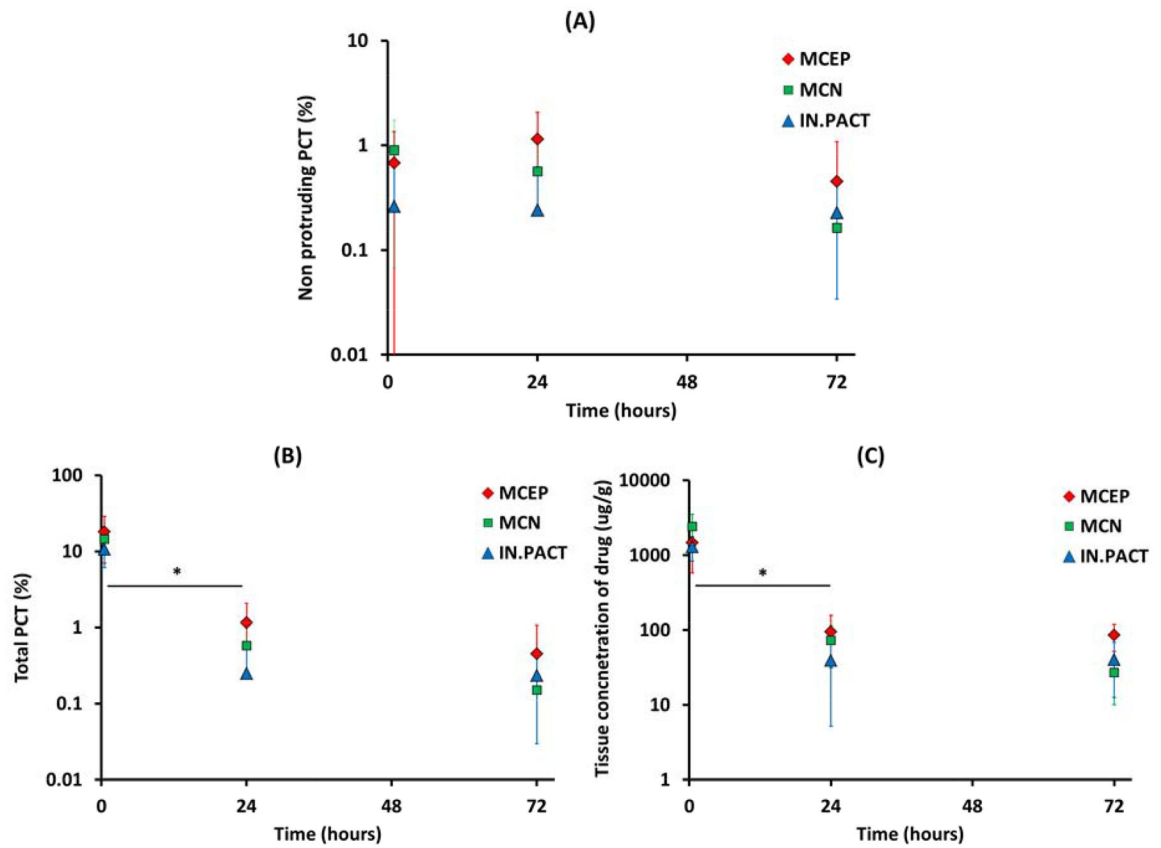 (A)
10
1
0.1
0.01
Non protruding PCT (%)
0
24
48
72
Time (hours)
MCEP
MCN
IN.PACT
(B)
100
10
1
0.1
0.01
Total PCT (%)
*
0
24
48
72
Time (hours)
MCEP
MCN
IN.PACT
(C)
10000
1000
100
10
1
Tissue concnetration of drug (ug/g)
*
0
24
48
72
Time (hours)
MCEP
MCN
IN.PACT